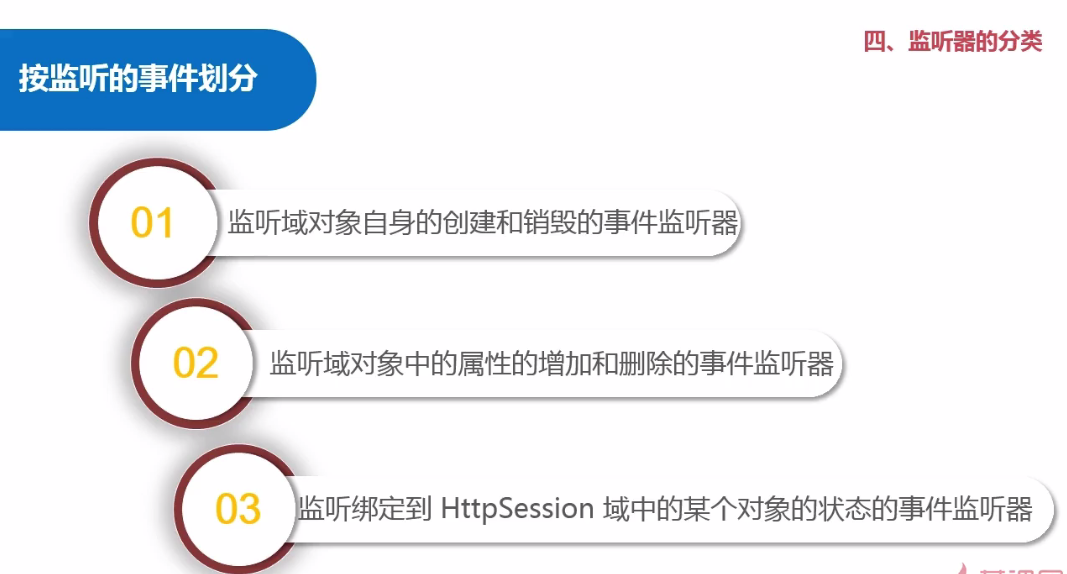 四、监听器的分类
按监听的事件划分
01
监听域对象自身的创建和销毁的事件监听器
02
监听域对象中的属性的增加和删除的事件监听器
03
监听绑定到 HttpSession 域中的某个对象的状态的事件监听器